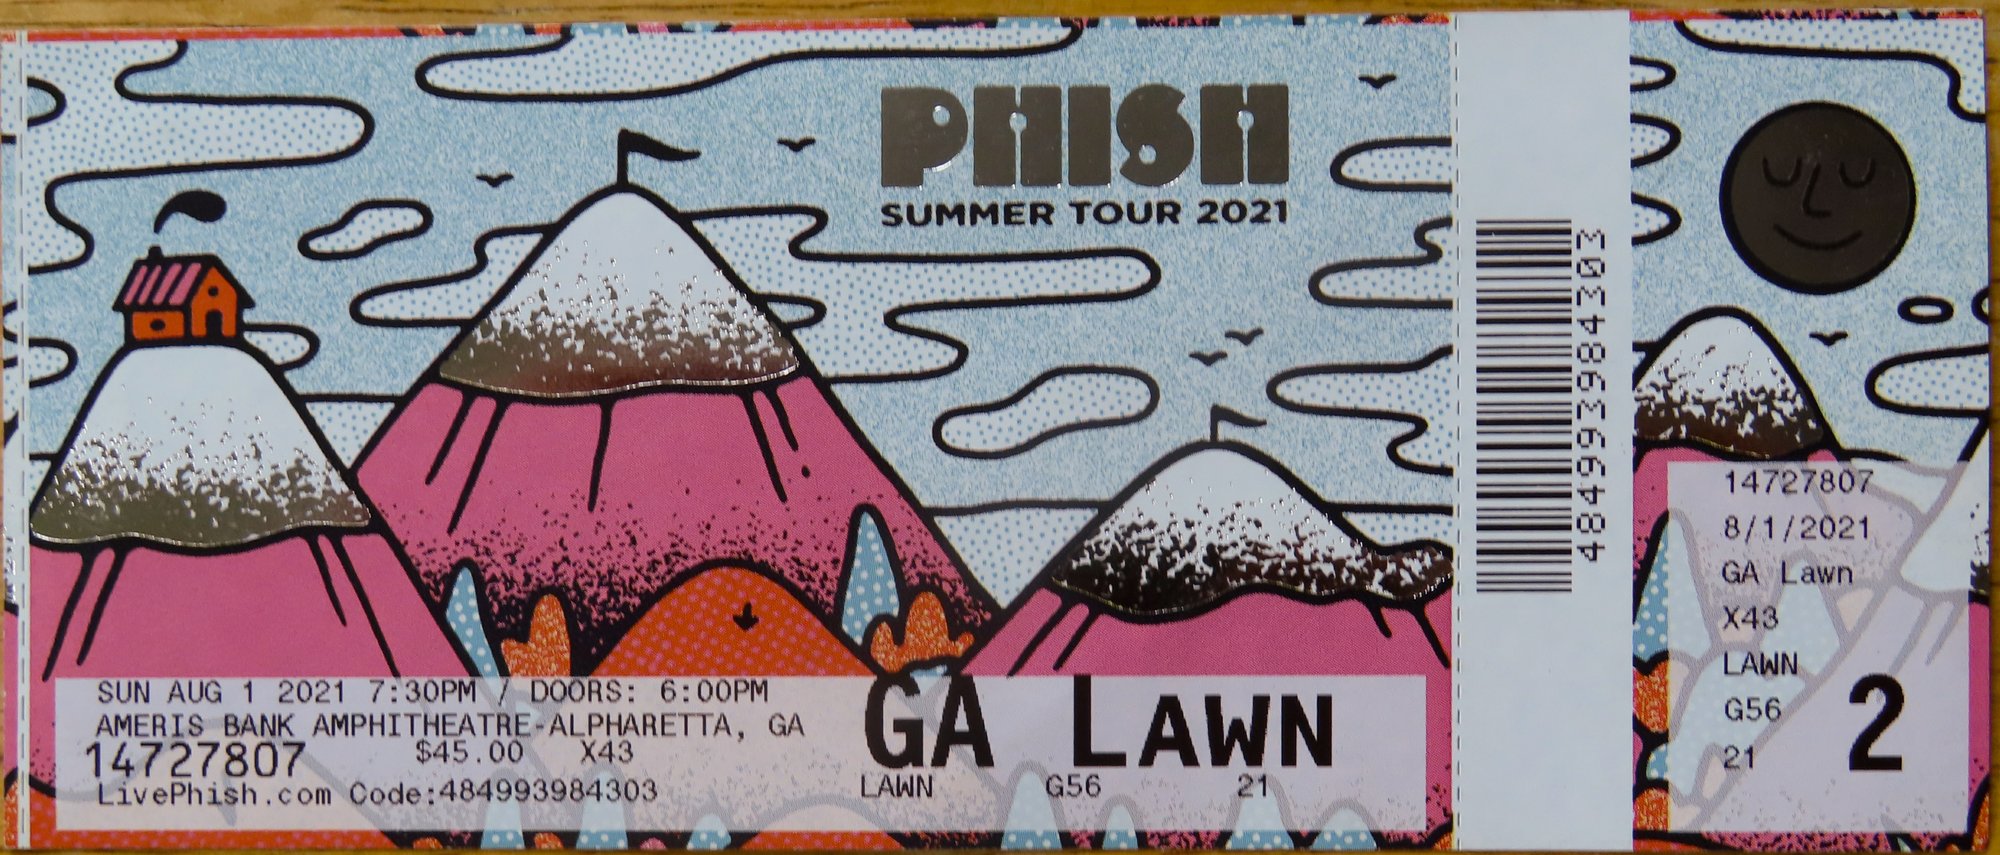 PHISH
SUMMER TOUR 2021
SUN AUG 1 2021 7:30PM / DOORS: 6:00PM
AMERIS BANK AMPHITHEATRE-ALPHARETTA, GA
14727807 $45.00 X43
LivePhish.com Code:484993984303
GA LAWN
LAWN G56 21
484993984303
14727807
8/1/2021
GA Lawn
X43
LAWN
G56
21
2